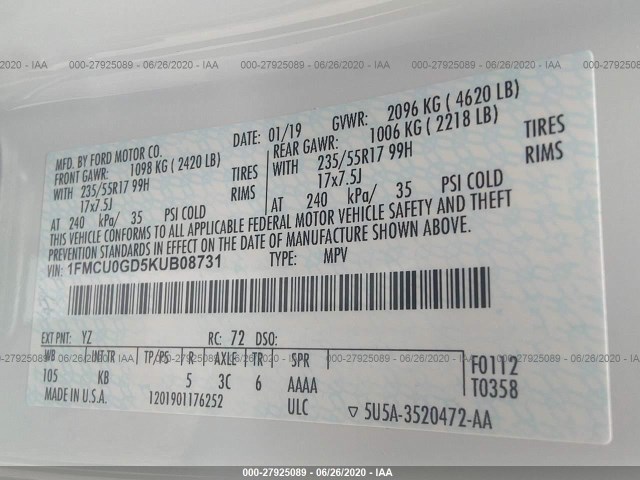 000-27925089 - 06/26/2020 - IAA
MFD. BY FORD MOTOR CO. DATE: 01/19 GVWR: 2096 KG ( 4620 LB)
FRONT GAWR: 1098 KG ( 2420 LB) REAR GAWR: 1006 KG ( 2218 LB)
WITH 235/55R17 99H TIRES WITH 235/55R17 99H TIRES
17x7.5J RIMS 17x7.5J RIMS
AT 240 kPa/ 35 PSI COLD AT 240 kPa/ 35 PSI COLD
THIS VEHICLE CONFORMS TO ALL APPLICABLE FEDERAL MOTOR VEHICLE SAFETY AND THEFT
PREVENTION STANDARDS IN EFFECT ON THE DATE OF MANUFACTURE SHOWN ABOVE.
VIN: 1FMCU0GD5KUB08731 TYPE: MPV
EXT PNT: YZ RC: 72 DSO:
WB INT TR TP/PS R AXLE TR SPR F0112
105 KB 5 3C 6 AAAA T0358
MADE IN U.S.A. 1201901176252 ULC ▽ 5U5A-3520472-AA
000-27925089 - 06/26/2020 - IAA